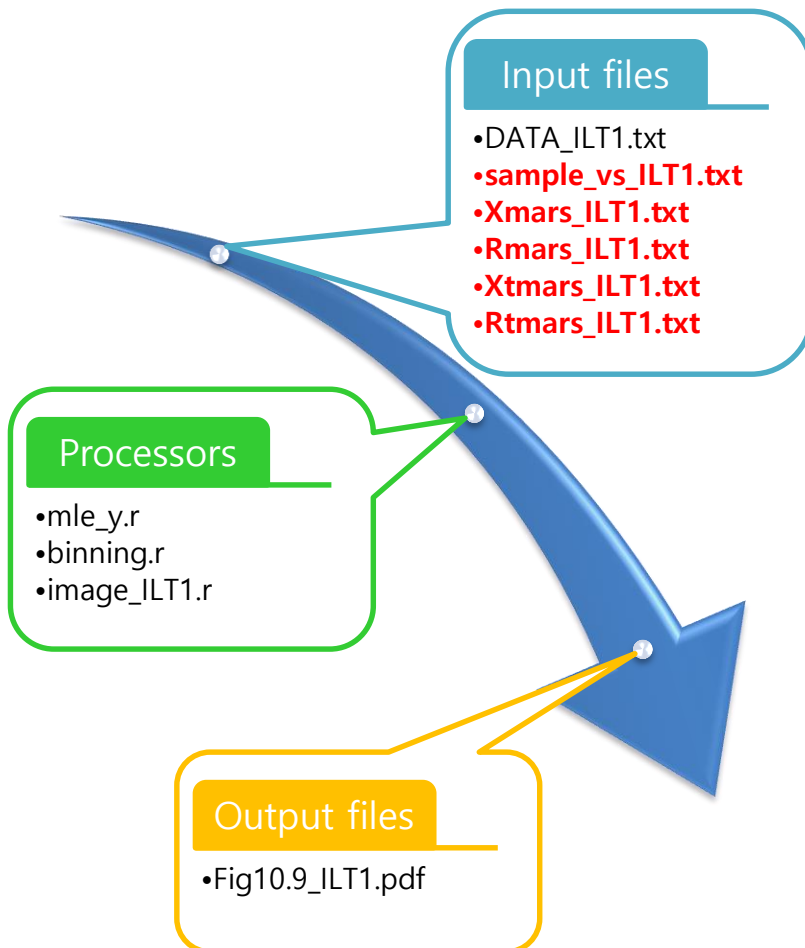 Input files
•DATA_ILT1.txt
•sample_vs_ILT1.txt
•Xmars_ILT1.txt
•Rmars_ILT1.txt
•Xtmars_ILT1.txt
•Rtmars_ILT1.txt
Processors
•mle_y.r
•binning.r
•image_ILT1.r
Output files
•Fig10.9_ILT1.pdf